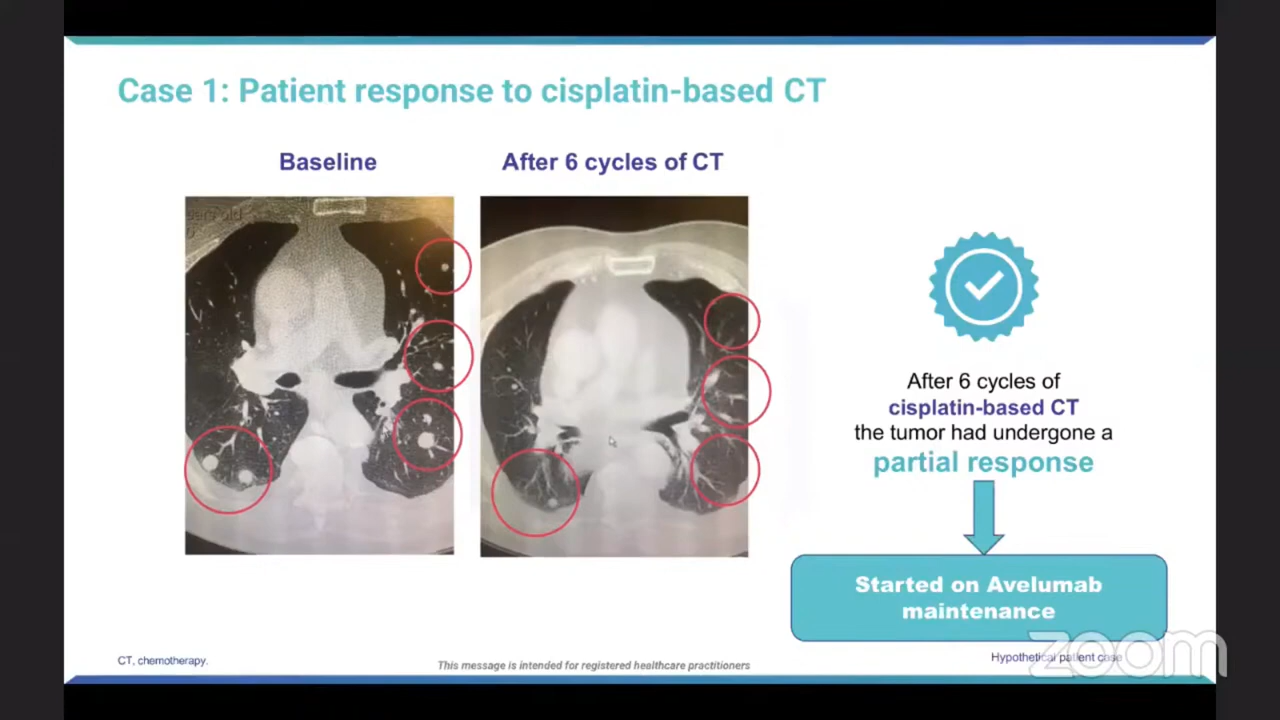 Case 1: Patient response to cisplatin-based CT
Baseline
After 6 cycles of CT
After 6 cycles of
cisplatin-based CT
the tumor had undergone a
partial response
Started on Avelumab
maintenance
CT, chemotherapy.
This message is intended for registered healthcare practitioners
Hypothetical patient case
zoom